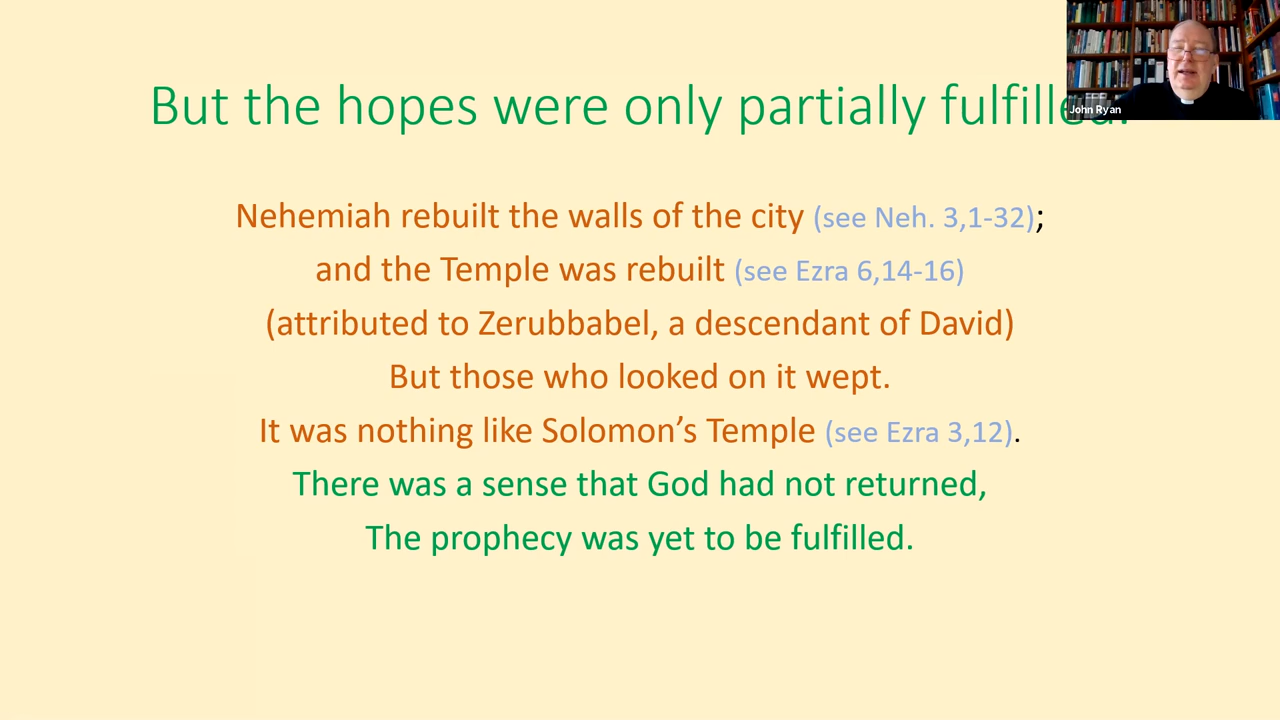 But the hopes were only partially fulfilled.
Nehemiah rebuilt the walls of the city (see Neh. 3,1-32);
and the Temple was rebuilt (see Ezra 6,14-16)
(attributed to Zerubbabel, a descendant of David)
But those who looked on it wept.
It was nothing like Solomon’s Temple (see Ezra 3,12).
There was a sense that God had not returned,
The prophecy was yet to be fulfilled.
John Ryan